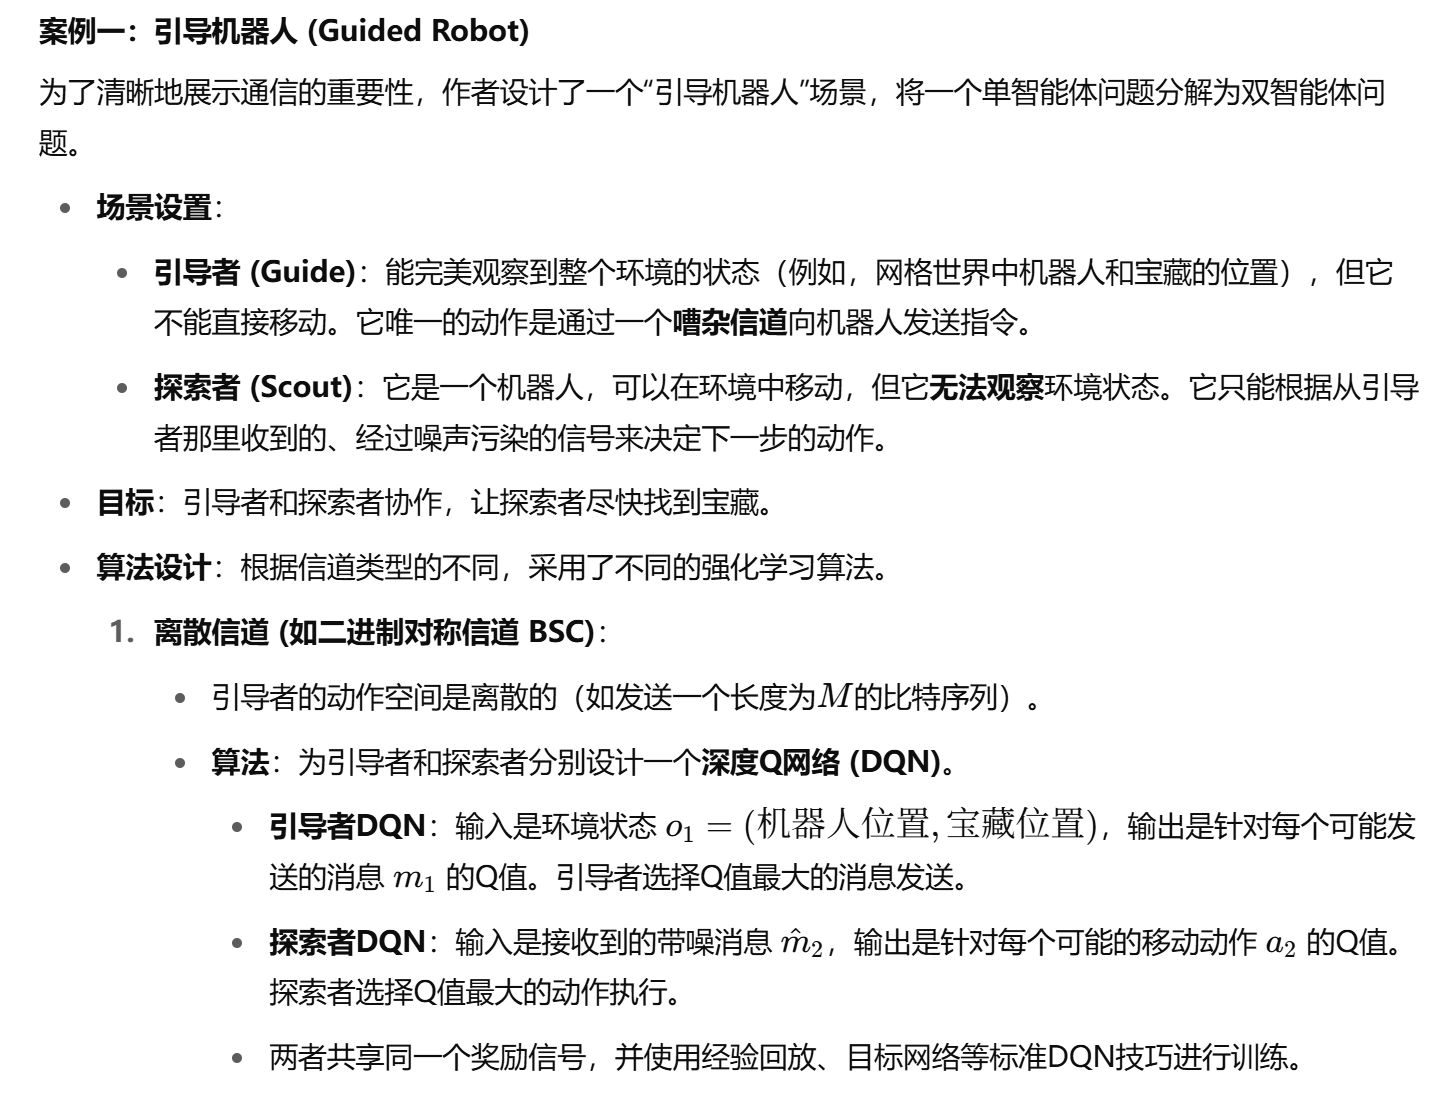 案例一：引导机器人 (Guided Robot)
为了清晰地展示通信的重要性，作者设计了一个“引导机器人”场景，将一个单智能体问题分解为双智能体问
题。
• 场景设置：
• 引导者 (Guide)：能完美观察到整个环境的状态（例如，网格世界中机器人和宝藏的位置），但它
不能直接移动。它唯一的动作是通过一个嘈杂信道向机器人发送指令。
• 探索者 (Scout)：它是一个机器人，可以在环境中移动，但它无法观察环境状态。它只能根据从引导
者那里收到的、经过噪声污染的信号来决定下一步的动作。
• 目标：引导者和探索者协作，让探索者尽快找到宝藏。
• 算法设计：根据信道类型的不同，采用了不同的强化学习算法。
1. 离散信道 (如二进制对称信道 BSC)：
• 引导者的动作空间是离散的（如发送一个长度为M的比特序列）。
• 算法：为引导者和探索者分别设计一个深度Q网络 (DQN)。
• 引导者DQN：输入是环境状态 o₁ = (机器人位置, 宝藏位置)，输出是针对每个可能发
送的消息 m₁ 的Q值。引导者选择Q值最大的消息发送。
• 探索者DQN：输入是接收到的带噪消息 m̂₂，输出是针对每个可能的移动动作 a₂ 的Q值。
探索者选择Q值最大的动作执行。
• 两者共享同一个奖励信号，并使用经验回放、目标网络等标准DQN技巧进行训练。